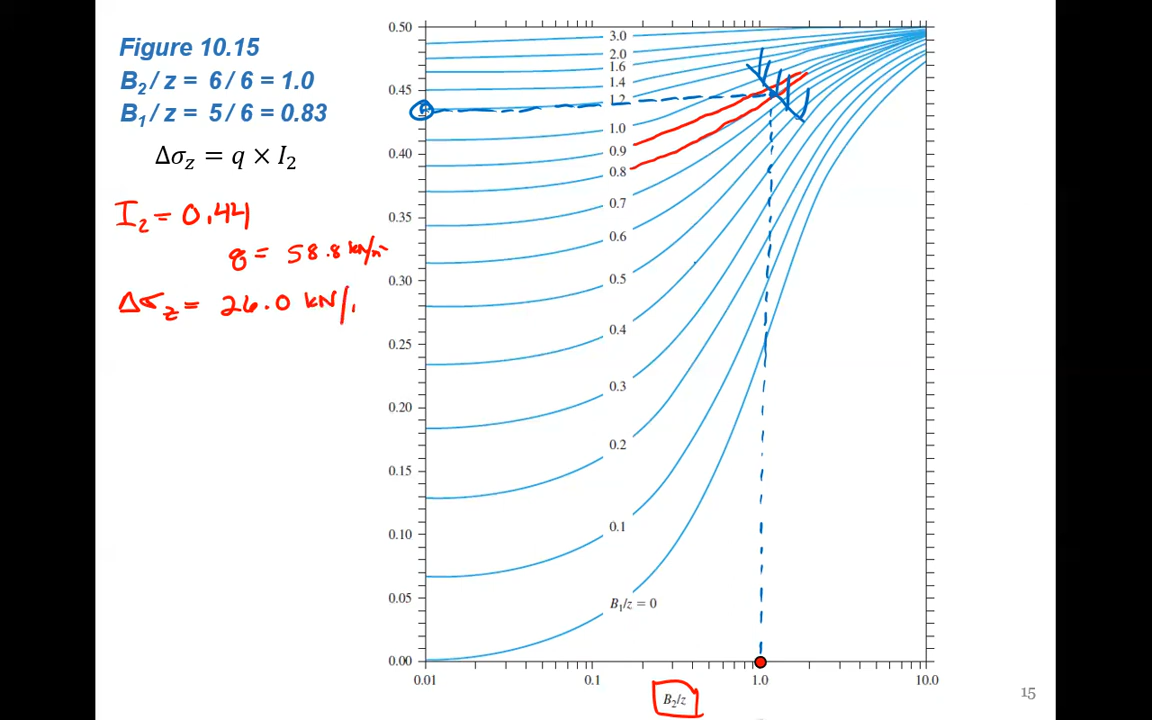 Figure 10.15
B₂ / z = 6 / 6 = 1.0
B₁ / z = 5 / 6 = 0.83
Δσz = q × I₂
I₂ = 0.44
q = 58.8 kN/
Δσz = 26.0 kN/
0.50
0.45
0.40
0.35
0.30
0.25
0.20
0.15
0.10
0.05
0.00
3.0
2.0
1.6
1.4
1.2
1.0
0.9
0.8
0.7
0.6
0.5
0.4
0.3
0.2
0.1
B₁/z = 0
0.01 0.1 1.0 10.0
B₂/z
15